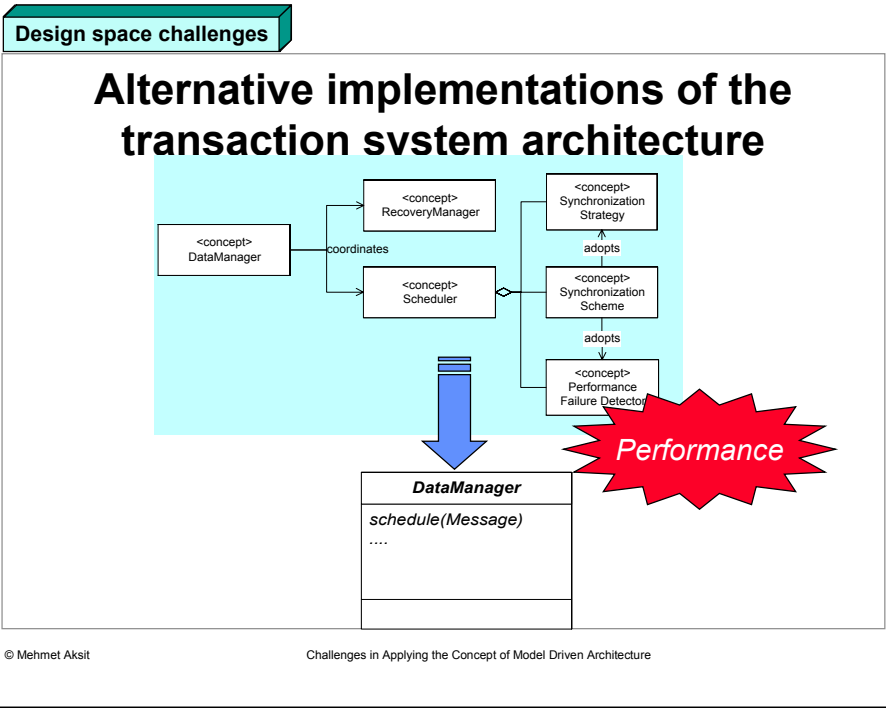 Design space challenges
Alternative implementations of the
transaction system architecture
<concept>
RecoveryManager
<concept>
Synchronization
Strategy
<concept>
DataManager
coordinates
adopts
<concept>
Scheduler
<concept>
Synchronization
Scheme
adopts
<concept>
Performance
Failure Detector
Performance
DataManager
schedule(Message)
....
© Mehmet Aksit
Challenges in Applying the Concept of Model Driven Architecture